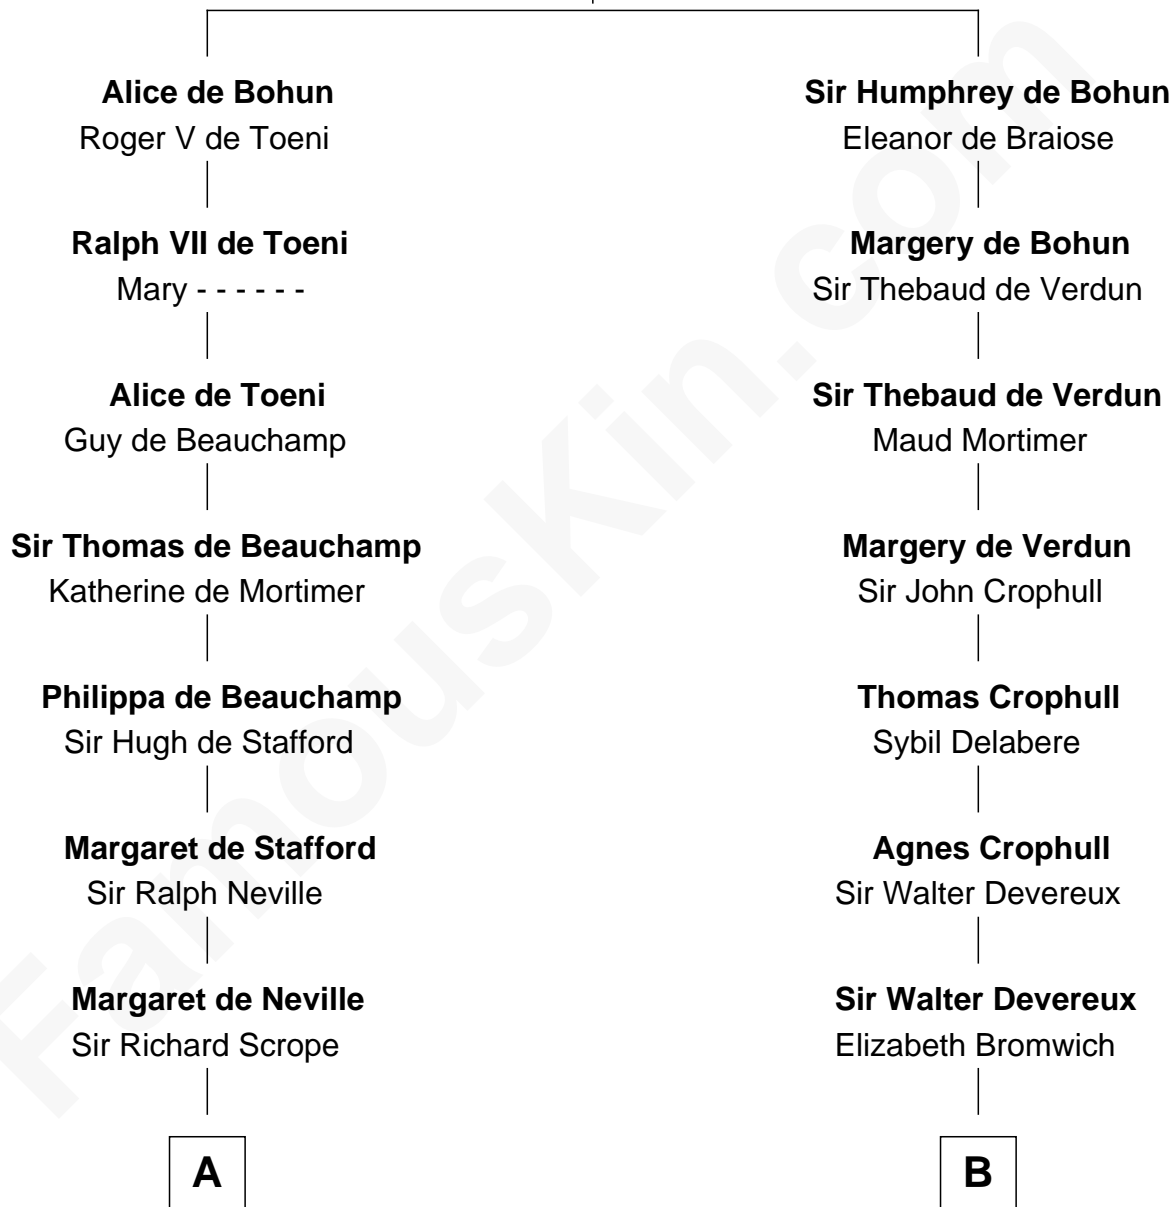 Alice de Bohun
Roger V de Toeni
Ralph VII de Toeni
Mary - - - - - -
Alice de Toeni
Guy de Beauchamp
Sir Thomas de Beauchamp
Katherine de Mortimer
Philippa de Beauchamp
Sir Hugh de Stafford
Margaret de Stafford
Sir Ralph Neville
Margaret de Neville
Sir Richard Scrope
A
Sir Humphrey de Bohun
Eleanor de Braiose
Margery de Bohun
Sir Thebaud de Verdun
Sir Thebaud de Verdun
Maud Mortimer
Margery de Verdun
Sir John Crophull
Thomas Crophull
Sybil Delabere
Agnes Crophull
Sir Walter Devereux
Sir Walter Devereux
Elizabeth Bromwich
B
FamousKin.com